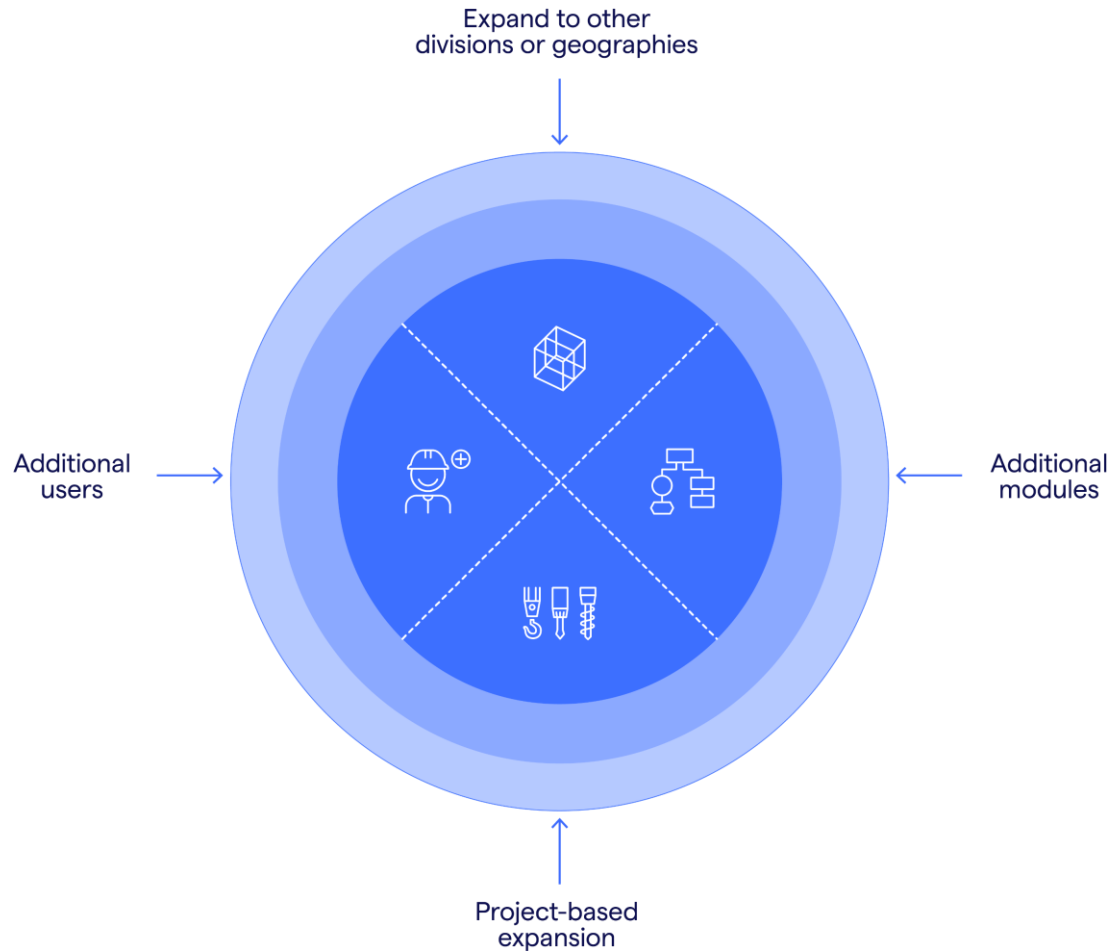 Expand to other
divisions or geographies
Additional
users
Additional
modules
Project-based
expansion